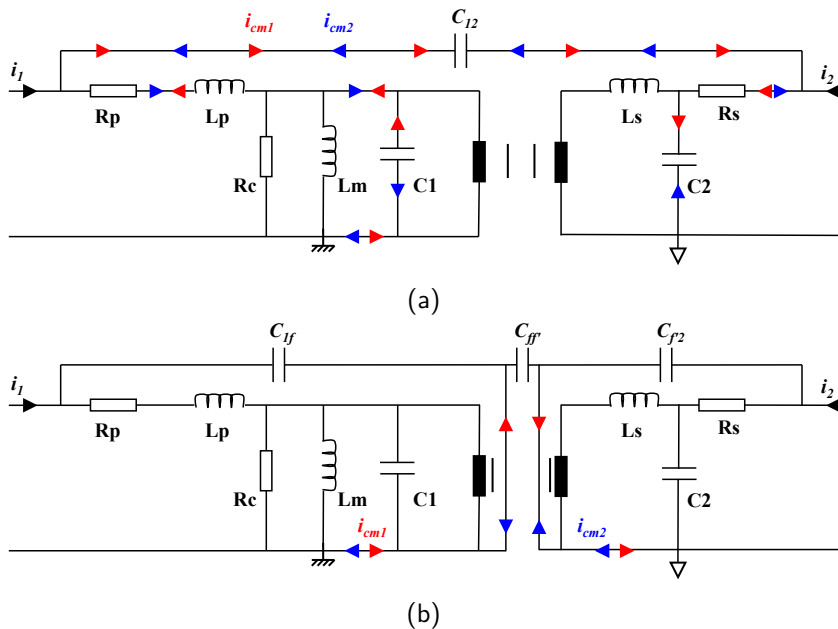 i_cm1 i_cm2 C_12
i_1 i_2
Rp Lp Ls Rs
Rc Lm C1 C2
(a)
C_1f C_ff' C_f'2
i_1 i_2
Rp Lp Ls Rs
Rc Lm C1 C2
i_cm1 i_cm2
(b)